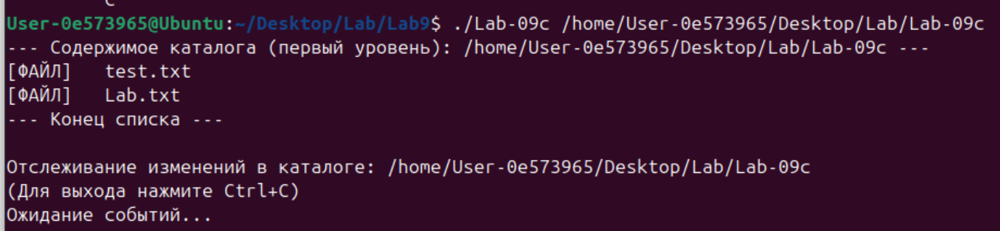 User-0e573965@Ubuntu:~/Desktop/Lab/Lab9$ ./Lab-09c /home/User-0e573965/Desktop/Lab/Lab-09c
--- Содержимое каталога (первый уровень): /home/User-0e573965/Desktop/Lab/Lab-09c ---
[ФАЙЛ]   test.txt
[ФАЙЛ]   Lab.txt
--- Конец списка ---
Отслеживание изменений в каталоге: /home/User-0e573965/Desktop/Lab/Lab-09c
(Для выхода нажмите Ctrl+C)
Ожидание событий...